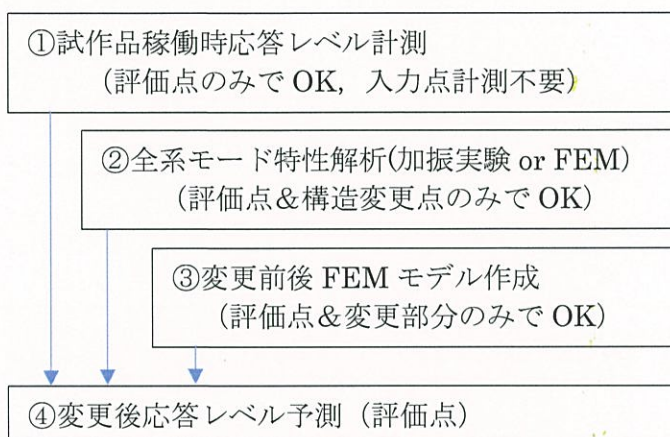 ①試作品稼働時応答レベル計測
(評価点のみで OK, 入力点計測不要)
②全系モード特性解析(加振実験 or FEM)
(評価点＆構造変更点のみで OK)
③変更前後 FEM モデル作成
(評価点＆変更部分のみで OK)
④変更後応答レベル予測（評価点）